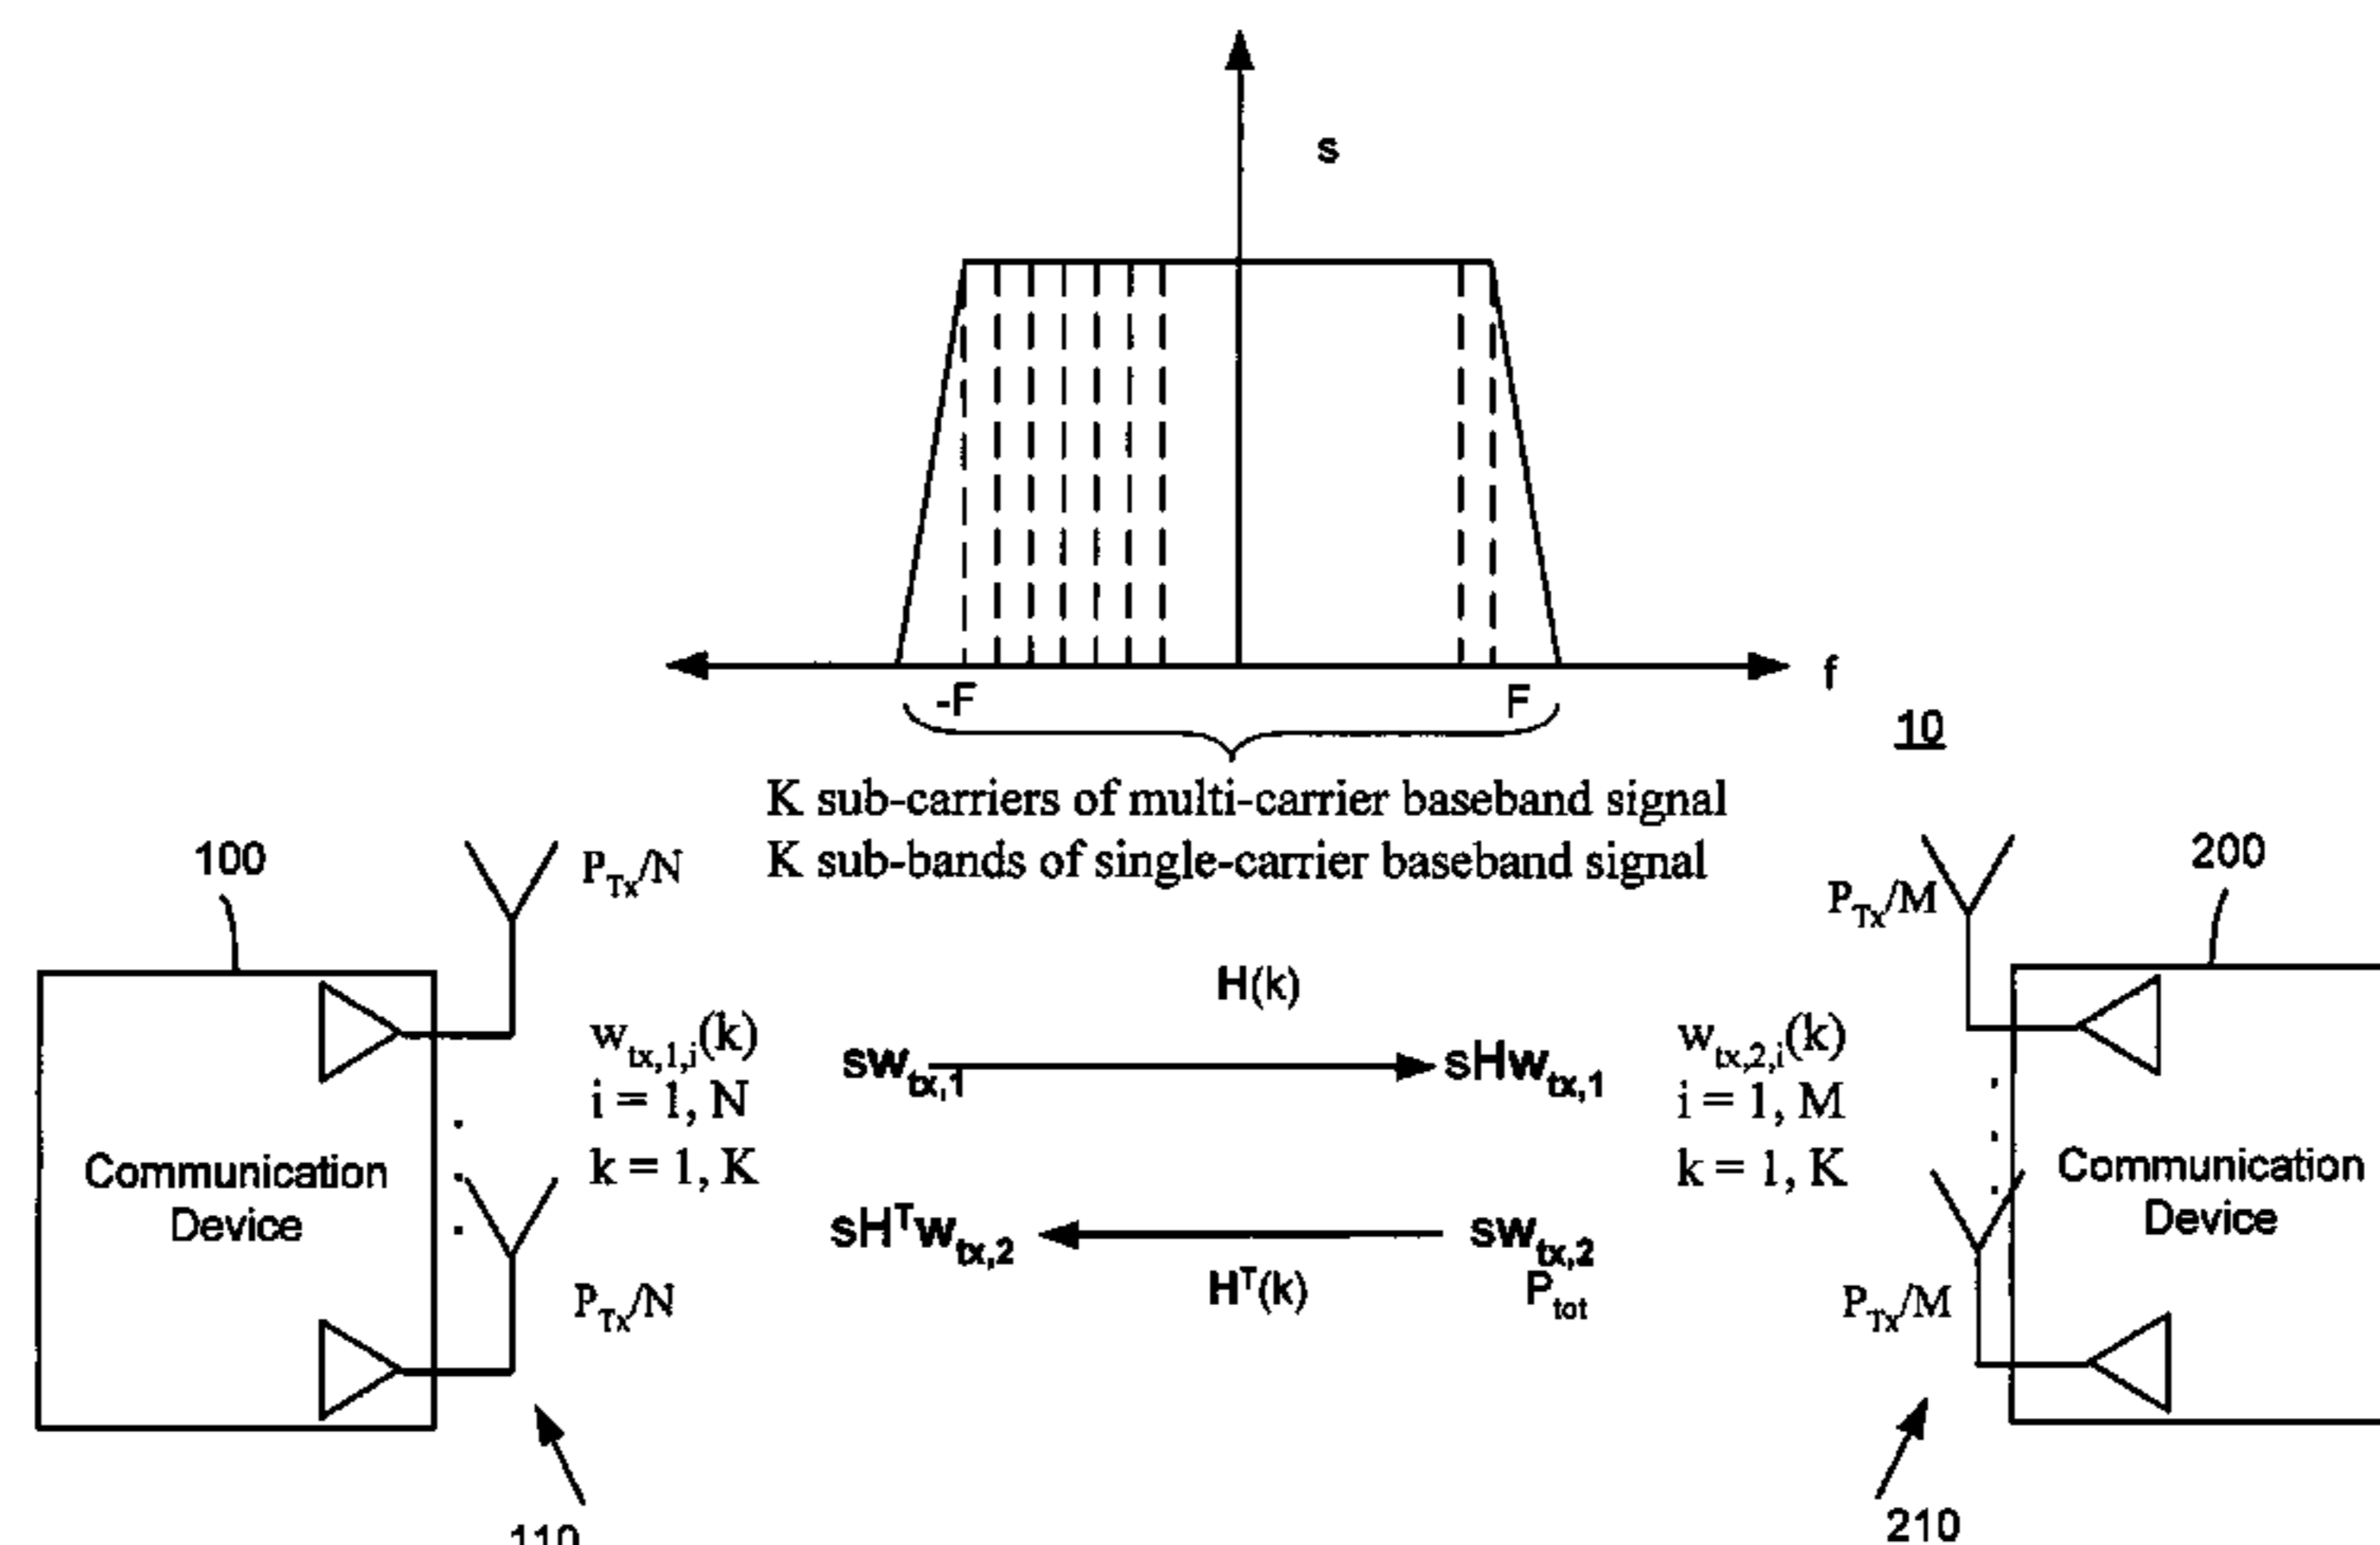 s
f
-F
F
10
K sub-carriers of multi-carrier baseband signal
K sub-bands of single-carrier baseband signal
100
P_Tx/N
P_Tx/M
200
H(k)
w_tx,1,i(k)
i = 1, N
k = 1, K
sw_tx,1
sHw_tx,1
w_tx,2,i(k)
i = 1, M
k = 1, K
Communication
Device
Communication
Device
sH^T w_tx,2
sw_tx,2
H^T(k)
P_tot
P_Tx/N
P_Tx/M
110
210